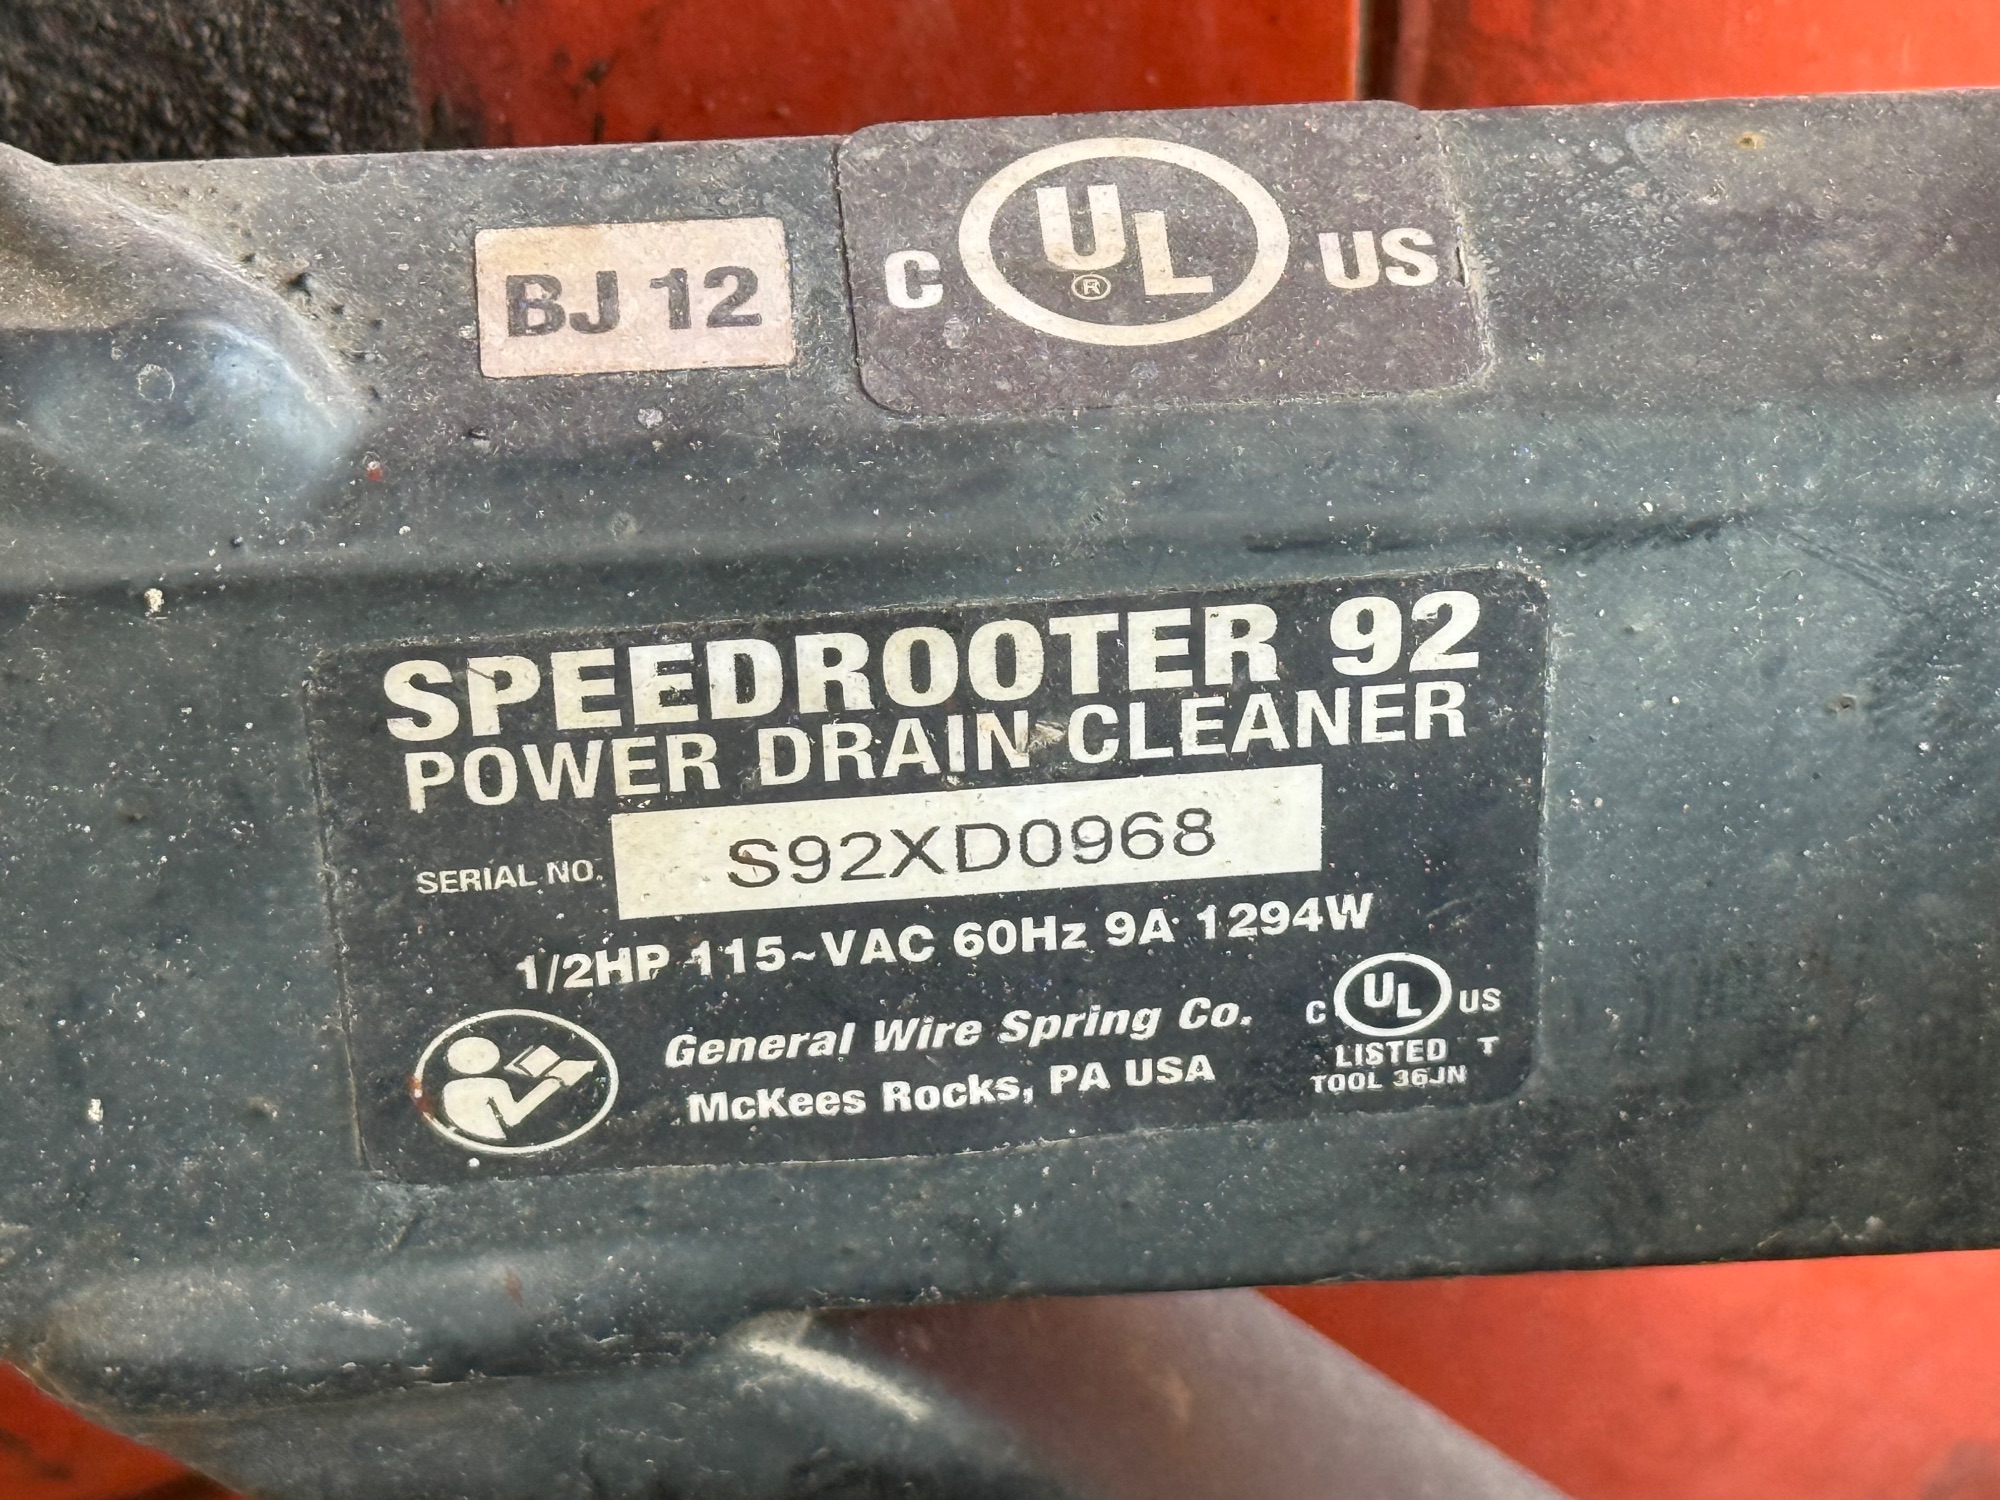 BJ 12
C UL® US
SPEEDROOTER 92
POWER DRAIN CLEANER
SERIAL NO. S92XD0968
1/2HP 115~VAC 60Hz 9A 1294W
General Wire Spring Co.
McKees Rocks, PA USA
C UL US
LISTED T
TOOL 36JN